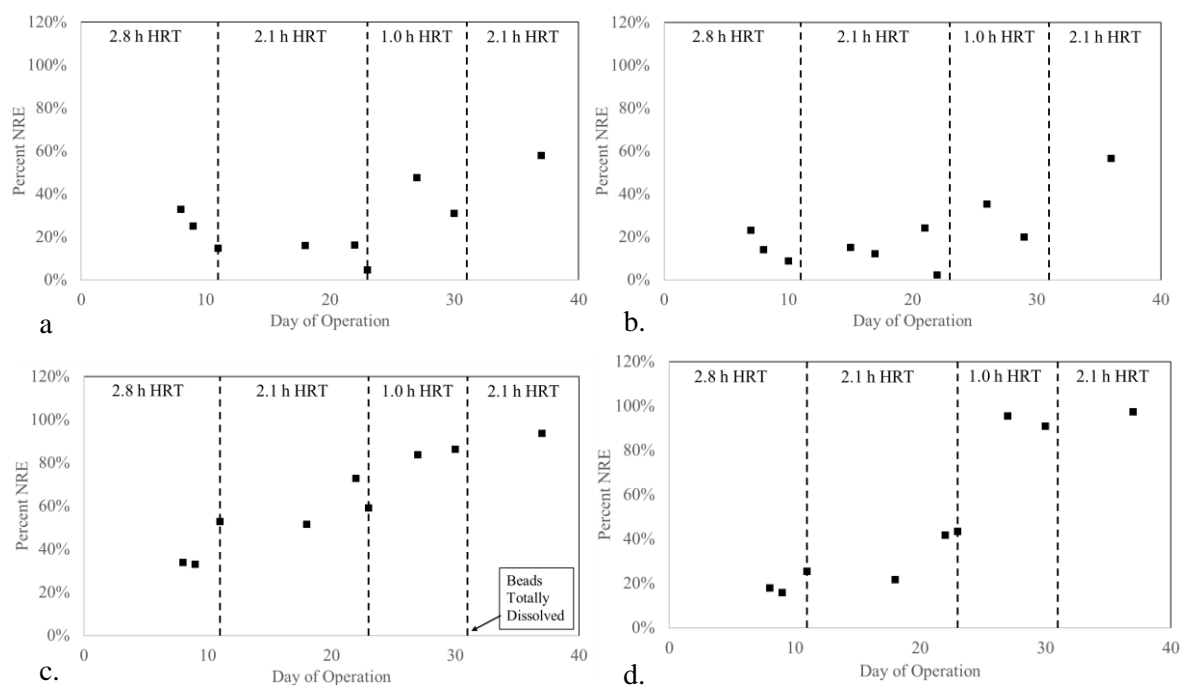 120%
100%
80%
60%
40%
20%
0%
Percent NRE
2.8 h HRT
2.1 h HRT
1.0 h HRT
2.1 h HRT
0
10
20
30
40
Day of Operation
a
120%
100%
80%
60%
40%
20%
0%
Percent NRE
2.8 h HRT
2.1 h HRT
1.0 h HRT
2.1 h HRT
0
10
20
30
40
Day of Operation
b.
120%
100%
80%
60%
40%
20%
0%
Percent NRE
2.8 h HRT
2.1 h HRT
1.0 h HRT
2.1 h HRT
Beads
Totally
Dissolved
0
10
20
30
40
Day of Operation
c.
120%
100%
80%
60%
40%
20%
0%
Percent NRE
2.8 h HRT
2.1 h HRT
1.0 h HRT
2.1 h HRT
0
10
20
30
40
Day of Operation
d.